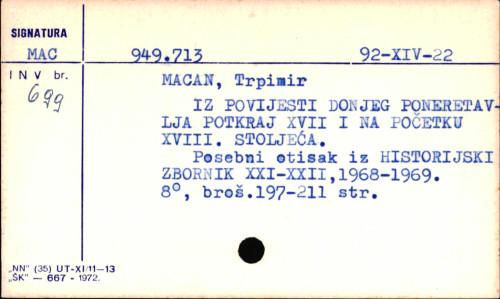 SIGNATURA
MAC 949.713 92-XIV-22
INV br.
699
MACAN, Trpimir
IZ POVIJESTI DONJEG PONERETAV-
LJA POTKRAJ XVII I NA POČETKU
XVIII. STOLJEĆA.
Posebni otisak iz HISTORIJSKI
ZBORNIK XXI-XXII,1968-1969.
8°, broš.197-211 str.
„NN" (35) UT-XI/11—13
„ŠK" — 667 - 1972.